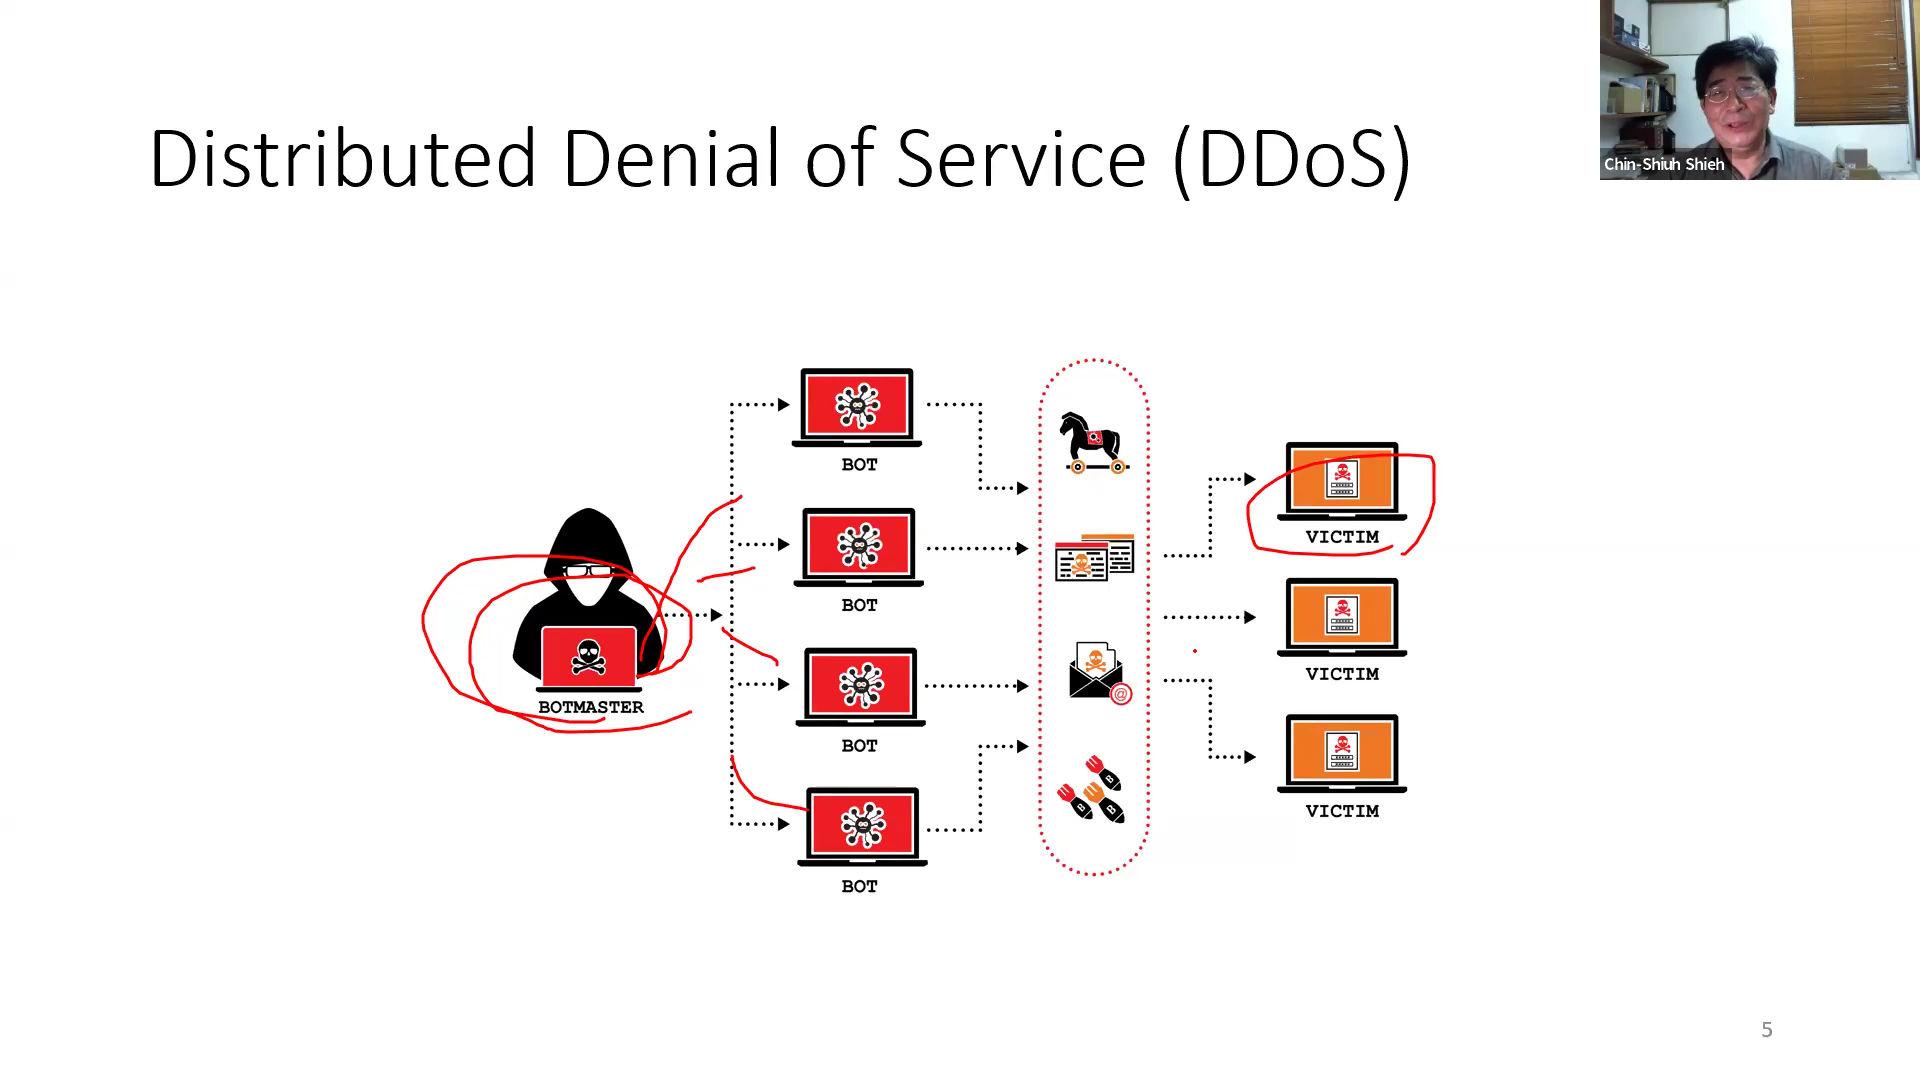 Distributed Denial of Service (DDoS)
Chin-Shiuh Shieh
BOT
BOT
BOT
BOT
BOTMASTER
@
B
B
B
VICTIM
VICTIM
VICTIM
5